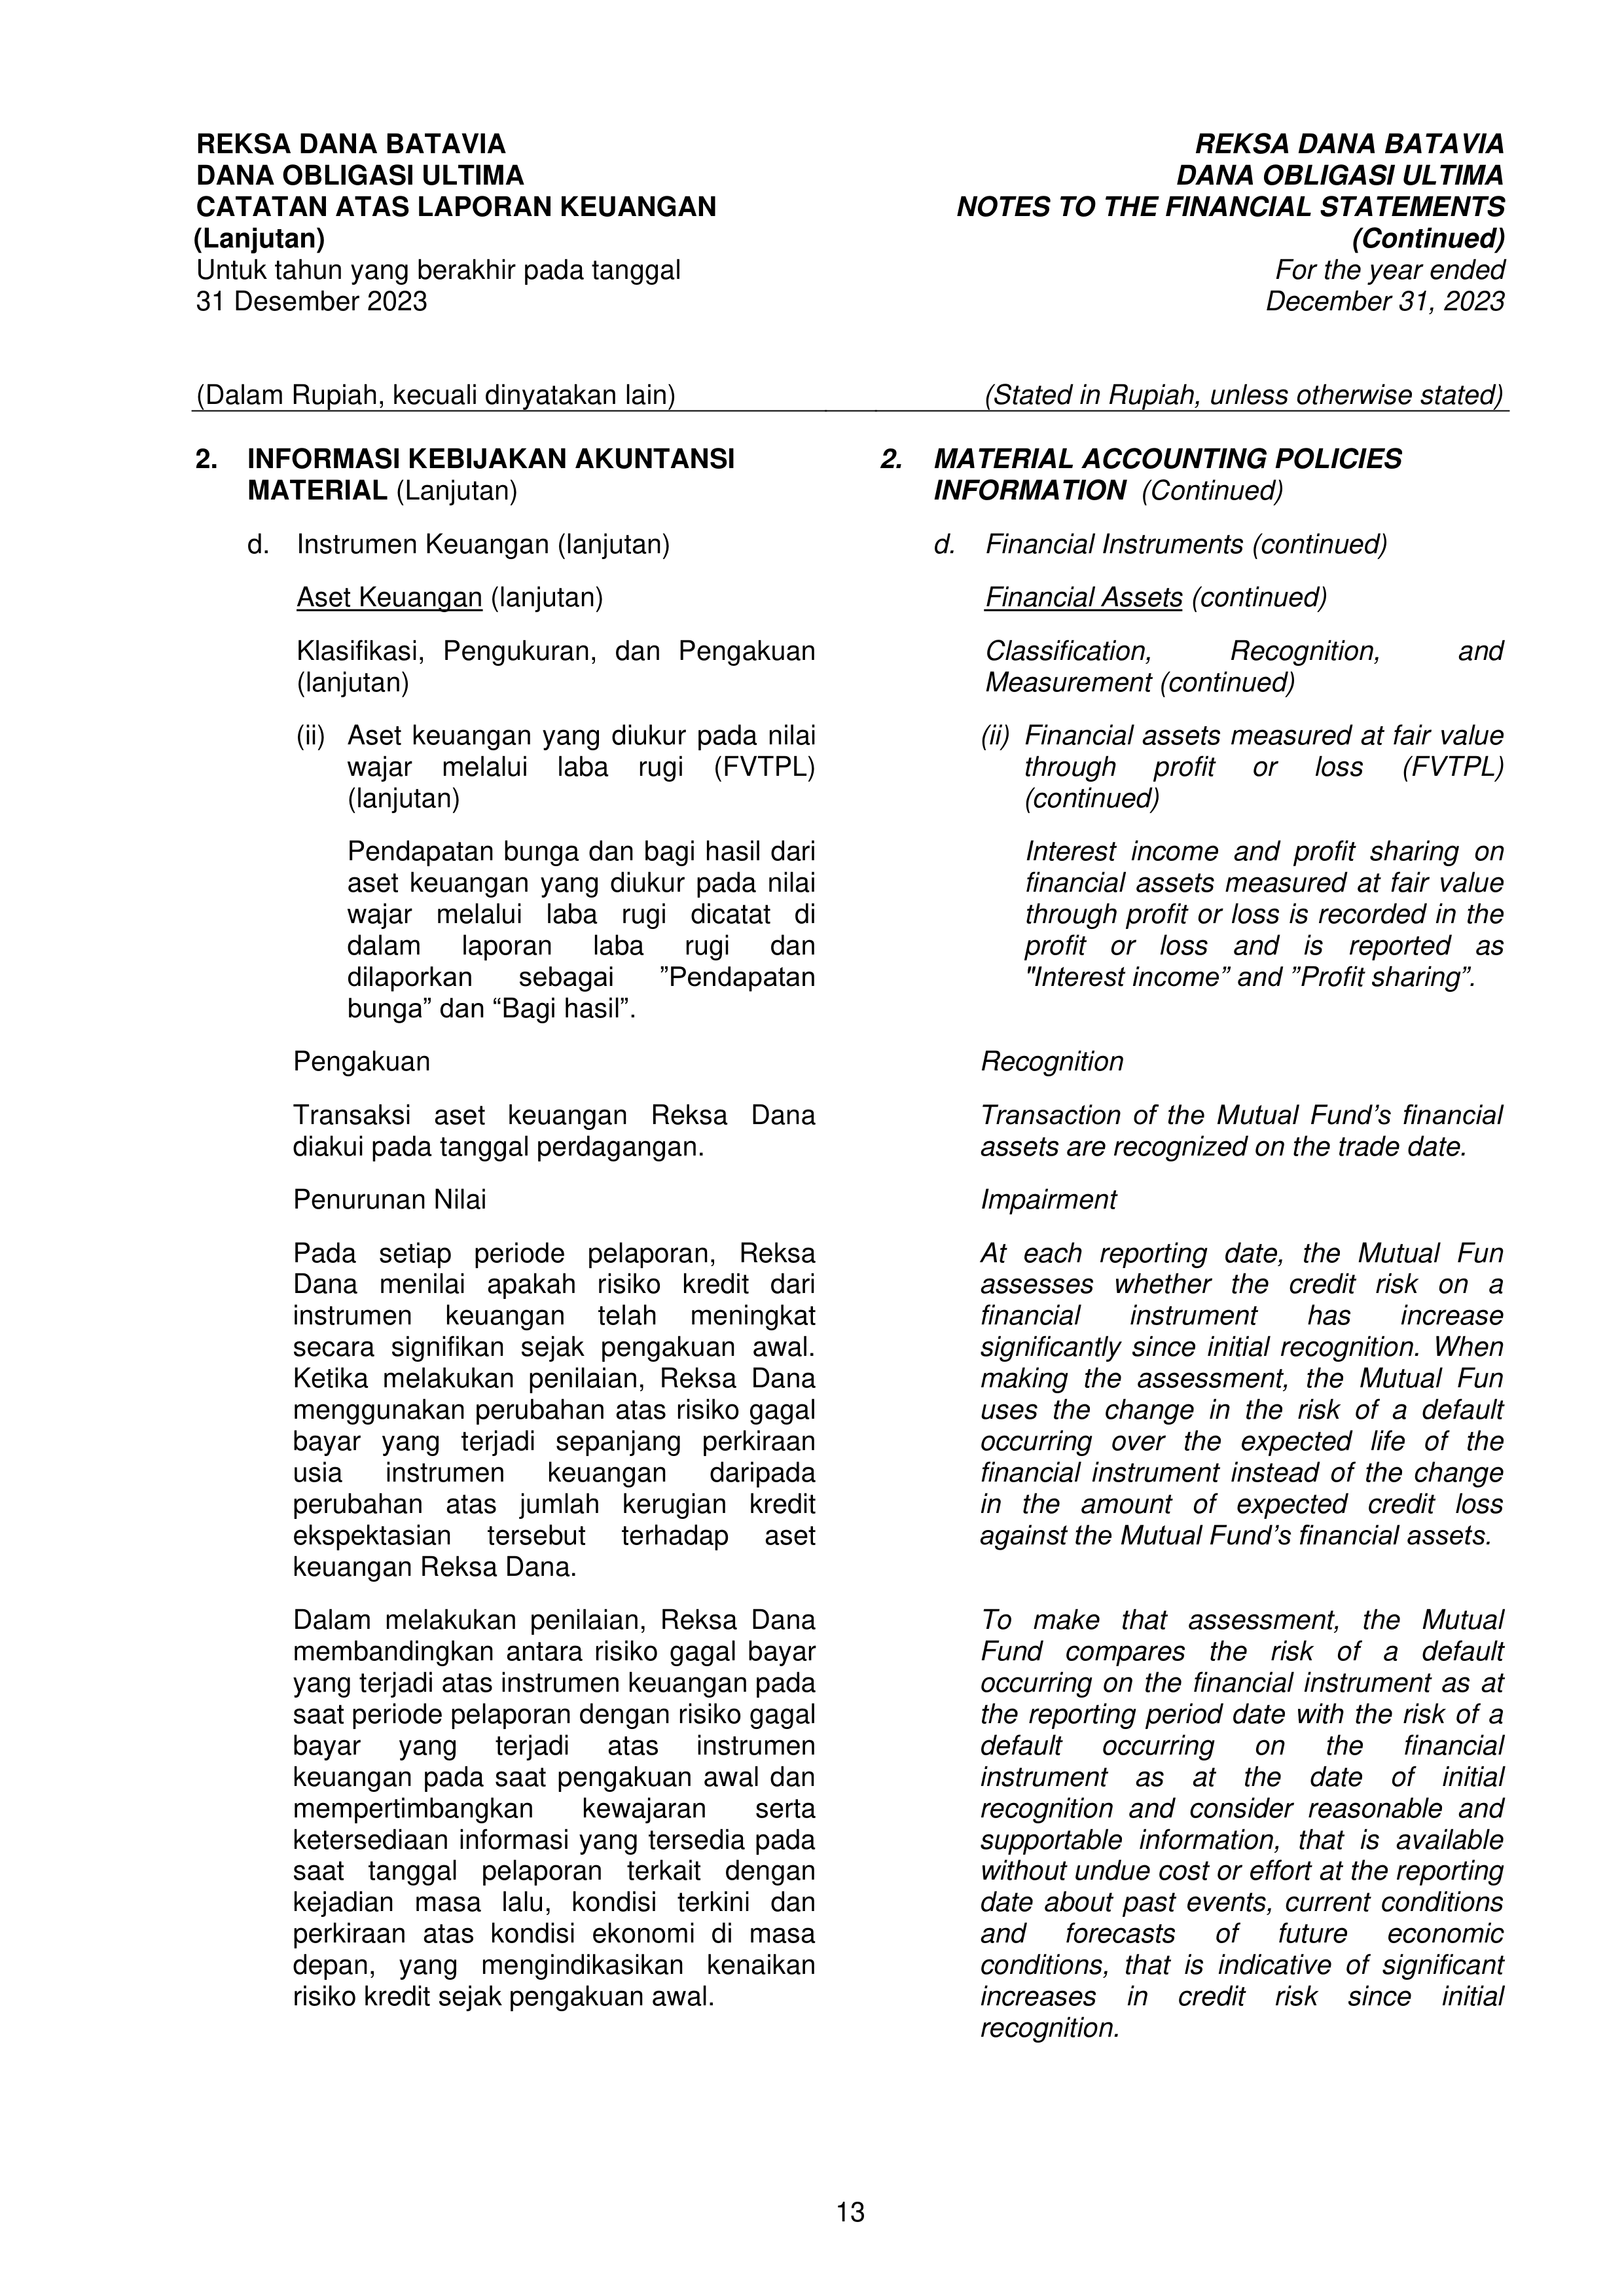 REKSA DANA BATAVIA
DANA OBLIGASI ULTIMA
CATATAN ATAS LAPORAN KEUANGAN
(Lanjutan)
Untuk tahun yang berakhir pada tanggal
31 Desember 2023
(Dalam Rupiah, kecuali dinyatakan lain)
REKSA DANA BATAVIA
DANA OBLIGASI ULTIMA
NOTES TO THE FINANCIAL STATEMENTS
(Continued)
For the year ended
December 31, 2023
(Stated in Rupiah, unless otherwise stated)
2. INFORMASI KEBIJAKAN AKUNTANSI
MATERIAL (Lanjutan)
d. Instrumen Keuangan (lanjutan)
Aset Keuangan (lanjutan)
Klasifikasi, Pengukuran, dan Pengakuan
(lanjutan)
(ii) Aset keuangan yang diukur pada nilai
wajar melalui laba rugi (FVTPL)
(lanjutan)
Pendapatan bunga dan bagi hasil dari
aset keuangan yang diukur pada nilai
wajar melalui laba rugi dicatat di
dalam laporan laba rugi dan
dilaporkan sebagai ”Pendapatan
bunga” dan “Bagi hasil”.
Pengakuan
Transaksi aset keuangan Reksa Dana
diakui pada tanggal perdagangan.
Penurunan Nilai
Pada setiap periode pelaporan, Reksa
Dana menilai apakah risiko kredit dari
instrumen keuangan telah meningkat
secara signifikan sejak pengakuan awal.
Ketika melakukan penilaian, Reksa Dana
menggunakan perubahan atas risiko gagal
bayar yang terjadi sepanjang perkiraan
usia instrumen keuangan daripada
perubahan atas jumlah kerugian kredit
ekspektasian tersebut terhadap aset
keuangan Reksa Dana.
Dalam melakukan penilaian, Reksa Dana
membandingkan antara risiko gagal bayar
yang terjadi atas instrumen keuangan pada
saat periode pelaporan dengan risiko gagal
bayar yang terjadi atas instrumen
keuangan pada saat pengakuan awal dan
mempertimbangkan kewajaran serta
ketersediaan informasi yang tersedia pada
saat tanggal pelaporan terkait dengan
kejadian masa lalu, kondisi terkini dan
perkiraan atas kondisi ekonomi di masa
depan, yang mengindikasikan kenaikan
risiko kredit sejak pengakuan awal.
2. MATERIAL ACCOUNTING POLICIES
INFORMATION (Continued)
d. Financial Instruments (continued)
Financial Assets (continued)
Classification, Recognition, and
Measurement (continued)
(ii) Financial assets measured at fair value
through profit or loss (FVTPL)
(continued)
Interest income and profit sharing on
financial assets measured at fair value
through profit or loss is recorded in the
profit or loss and is reported as
"Interest income” and ”Profit sharing”.
Recognition
Transaction of the Mutual Fund’s financial
assets are recognized on the trade date.
Impairment
At each reporting date, the Mutual Fun
assesses whether the credit risk on a
financial instrument has increase
significantly since initial recognition. When
making the assessment, the Mutual Fun
uses the change in the risk of a default
occurring over the expected life of the
financial instrument instead of the change
in the amount of expected credit loss
against the Mutual Fund’s financial assets.
To make that assessment, the Mutual
Fund compares the risk of a default
occurring on the financial instrument as at
the reporting period date with the risk of a
default occurring on the financial
instrument as at the date of initial
recognition and consider reasonable and
supportable information, that is available
without undue cost or effort at the reporting
date about past events, current conditions
and forecasts of future economic
conditions, that is indicative of significant
increases in credit risk since initial
recognition.
13